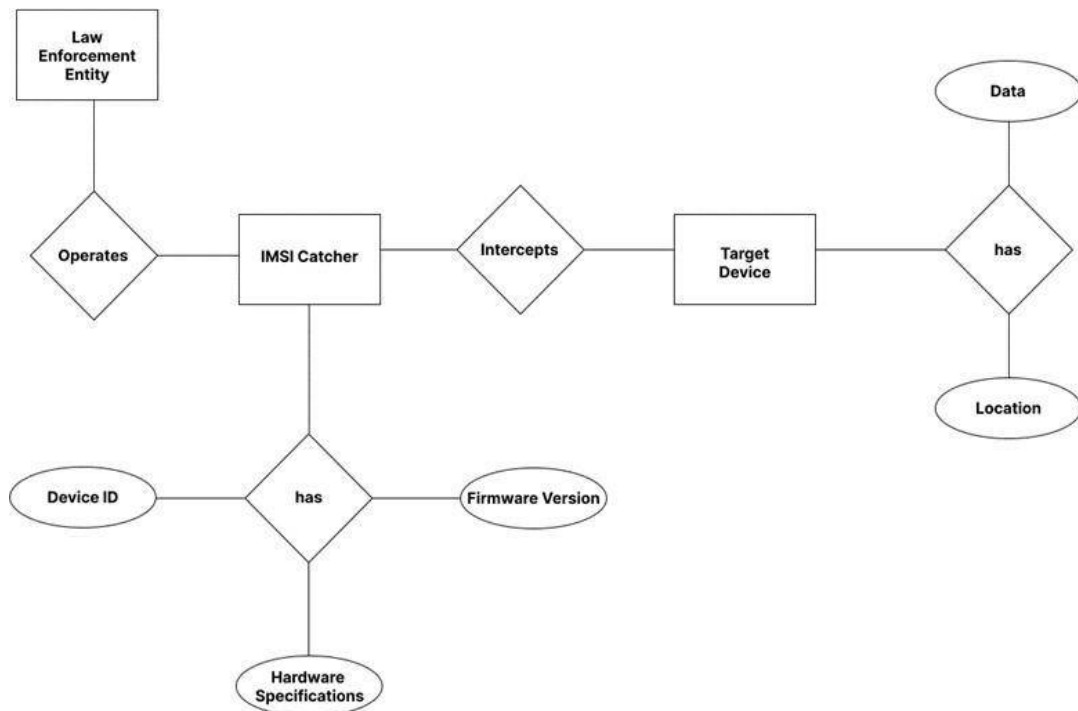 Law
Enforcement
Entity
Data
Operates
IMSI Catcher
Intercepts
Target
Device
has
Location
Device ID
has
Firmware Version
Hardware
Specifications